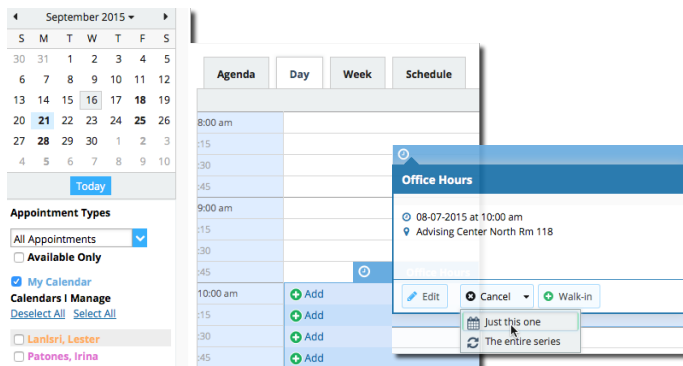 September 2015
S M T W T F S
30 31 1 2 3 4 5
6 7 8 9 10 11 12
13 14 15 16 17 18 19
20 21 22 23 24 25 26
27 28 29 30 1 2 3
4 5 6 7 8 9 10
Today
Appointment Types
All Appointments
Available Only
My Calendar
Calendars I Manage
Deselect All Select All
Lanlsri, Lester
Patones, Irina
Agenda Day Week Schedule
8:00 am
:15
:30
:45
9:00 am
:15
:30
:45
10:00 am Add
:15 Add
:30 Add
:45 Add
Office Hours
08-07-2015 at 10:00 am
Advising Center North Rm 118
Office Hours
Edit Cancel Walk-in
Just this one
The entire series